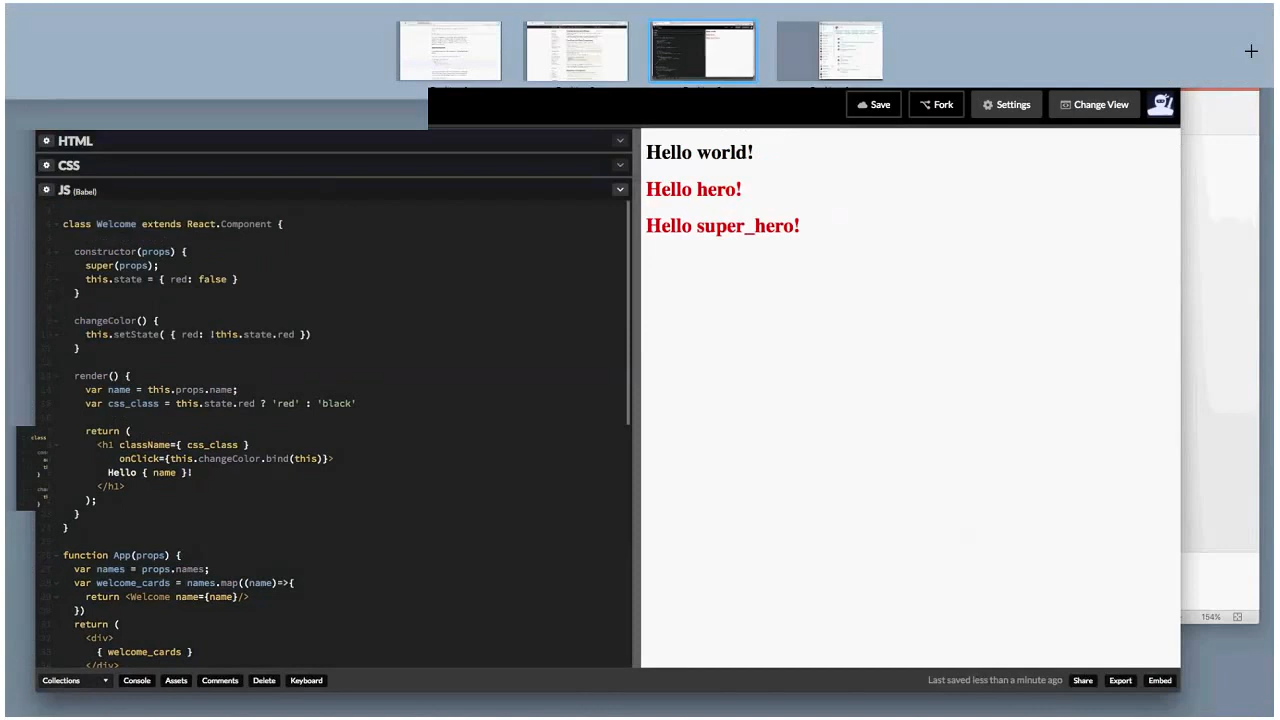 Save
Fork
Settings
Change View
HTML
CSS
JS (Babel)
class Welcome extends React.Component {
constructor(props) {
super(props);
this.state = { red: false }
}
changeColor() {
this.setState( { red: !this.state.red })
}
render() {
var name = this.props.name;
var css_class = this.state.red ? 'red' : 'black'
return (
<h1 className={ css_class }
onClick={this.changeColor.bind(this)}>
Hello { name }!
</h1>
);
}
}
function App(props) {
var names = props.names;
var welcome_cards = names.map((name)=>{
return <Welcome name={name}/>
})
return (
<div>
{ welcome_cards }
</div>
Hello world!
Hello hero!
Hello super_hero!
class
154%
Collections
Console
Assets
Comments
Delete
Keyboard
Last saved less than a minute ago
Share
Export
Embed